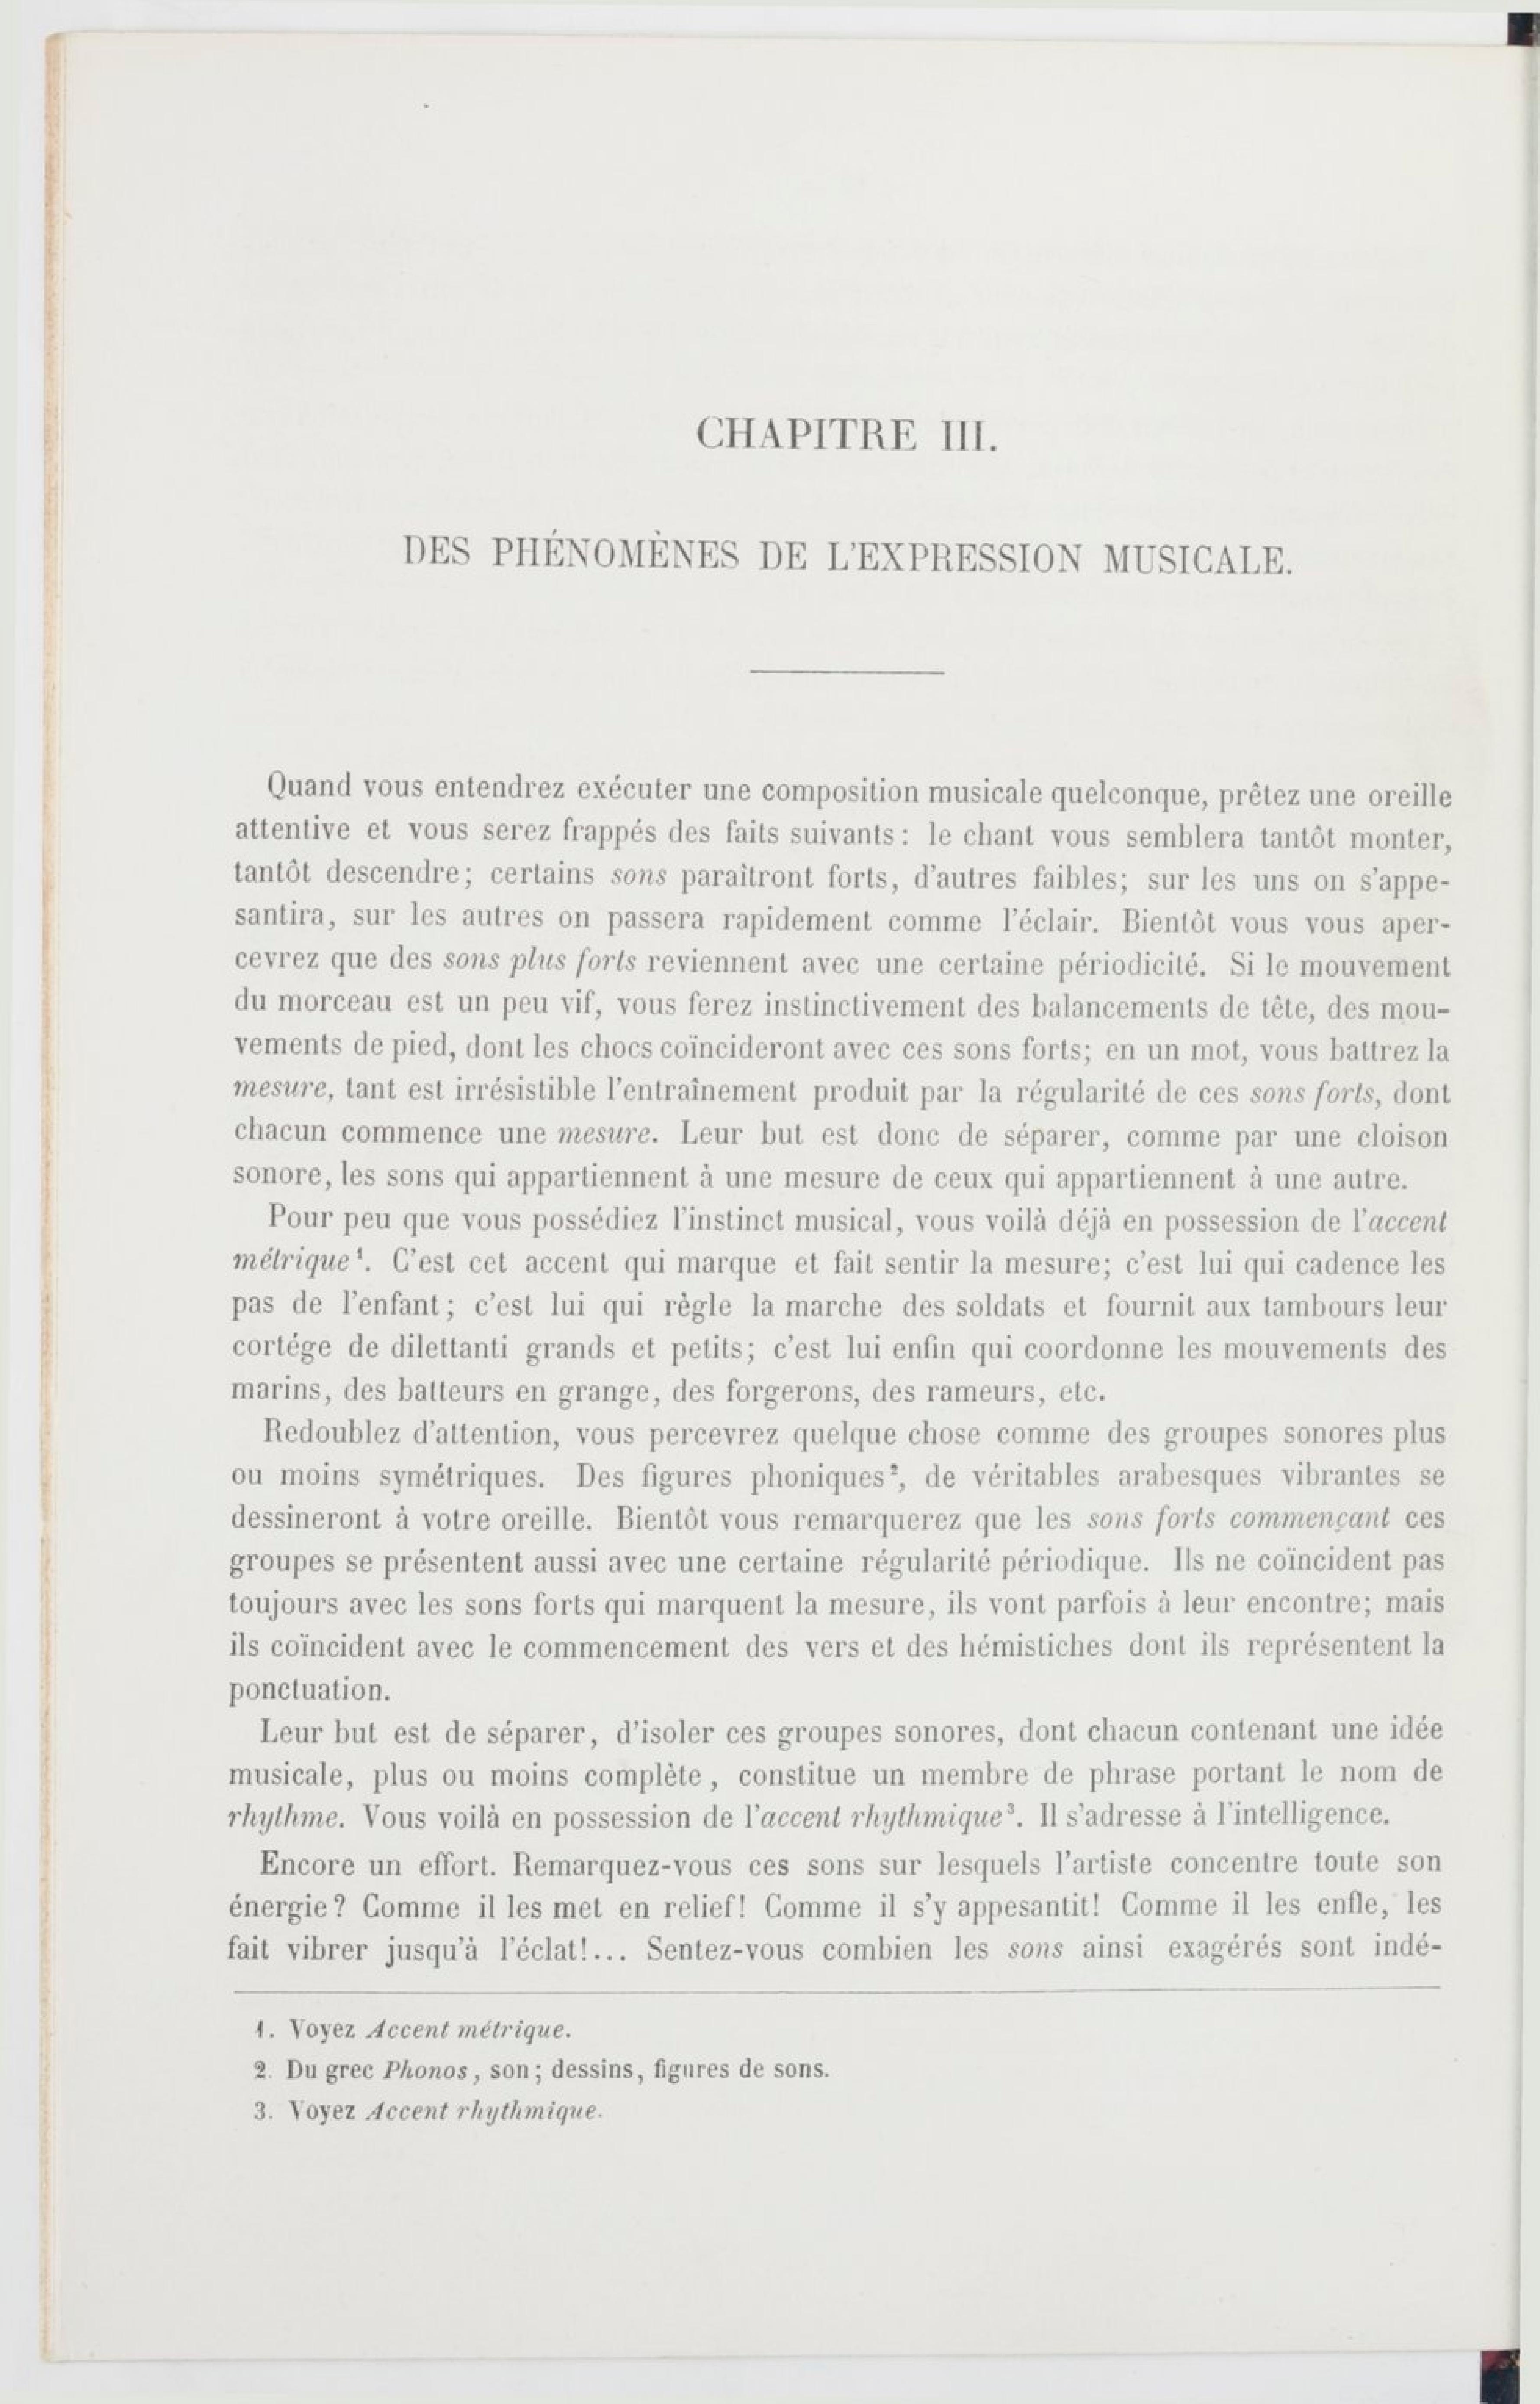 CHAPITRE III.
DES PHÉNOMÈNES DE L'EXPRESSION MUSICALE.
Quand vous entendrez exécuter une composition musicale quelconque, prêtez une oreille
attentive et vous serez frappés des faits suivants : le chant vous semblera tantôt monter,
tantôt descendre; certains sons paraîtront forts, d'autres faibles; sur les uns on s'appe-
santira, sur les autres on passera rapidement comme l'éclair. Bientôt vous vous aper-
cevrez que des sons plus forts reviennent avec une certaine périodicité. Si le mouvement
du morceau est un peu vif, vous ferez instinctivement des balancements de tête, des mou-
vements de pied, dont les chocs coïncideront avec ces sons forts; en un mot, vous battrez la
mesure, tant est irrésistible l'entraînement produit par la régularité de ces sons forts, dont
chacun commence une mesure. Leur but est donc de séparer, comme par une cloison
sonore, les sons qui appartiennent à une mesure de ceux qui appartiennent à une autre.
Pour peu que vous possédiez l'instinct musical, vous voilà déjà en possession de l'accent
métrique¹. C'est cet accent qui marque et fait sentir la mesure; c'est lui qui cadence les
pas de l'enfant; c'est lui qui règle la marche des soldats et fournit aux tambours leur
cortége de dilettanti grands et petits; c'est lui enfin qui coordonne les mouvements des
marins, des batteurs en grange, des forgerons, des rameurs, etc.
Redoublez d'attention, vous percevrez quelque chose comme des groupes sonores plus
ou moins symétriques. Des figures phoniques², de véritables arabesques vibrantes se
dessineront à votre oreille. Bientôt vous remarquerez que les sons forts commençant ces
groupes se présentent aussi avec une certaine régularité périodique. Ils ne coïncident pas
toujours avec les sons forts qui marquent la mesure, ils vont parfois à leur encontre; mais
ils coïncident avec le commencement des vers et des hémistiches dont ils représentent la
ponctuation.
Leur but est de séparer, d'isoler ces groupes sonores, dont chacun contenant une idée
musicale, plus ou moins complète, constitue un membre de phrase portant le nom de
rhythme. Vous voilà en possession de l'accent rhythmique³. Il s'adresse à l'intelligence.
Encore un effort. Remarquez-vous ces sons sur lesquels l'artiste concentre toute son
énergie? Comme il les met en relief! Comme il s'y appesantit! Comme il les enfle, les
fait vibrer jusqu'à l'éclat!... Sentez-vous combien les sons ainsi exagérés sont indé-
1. Voyez Accent métrique.
2. Du grec Phonos, son; dessins, figures de sons.
3. Voyez Accent rhythmique.